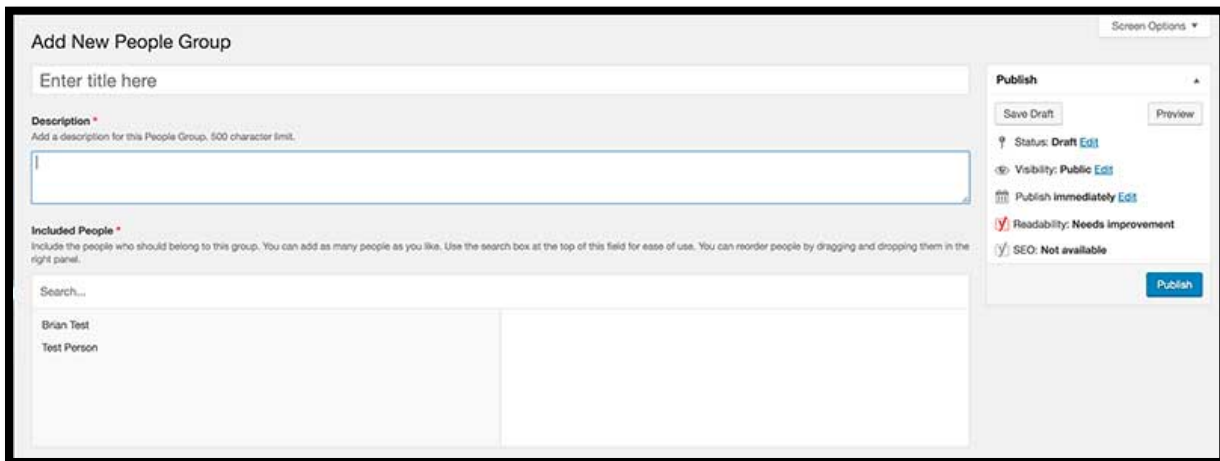 Screen Options
Add New People Group
Enter title here
Description *
Add a description for this People Group. 500 character limit.
Included People *
Include the people who should belong to this group. You can add as many people as you like. Use the search box at the top of this field for ease of use. You can reorder people by dragging and dropping them in the
right panel.
Search...
Brian Test
Test Person
Publish
Save Draft
Preview
Status: Draft Edit
Visibility: Public Edit
Publish immediately Edit
Readability: Needs improvement
SEO: Not available
Publish